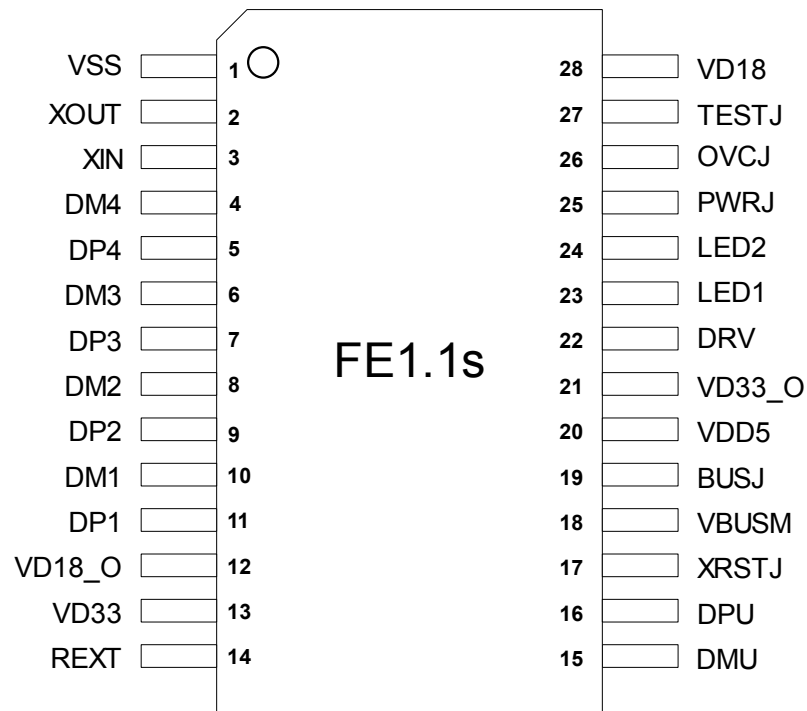 VSS 1 28 VD18
XOUT 2 27 TESTJ
XIN 3 26 OVCJ
DM4 4 25 PWRJ
DP4 5 24 LED2
DM3 6 23 LED1
DP3 7 22 DRV
FE1.1s
DM2 8 21 VD33_O
DP2 9 20 VDD5
DM1 10 19 BUSJ
DP1 11 18 VBUSM
VD18_O 12 17 XRSTJ
VD33 13 16 DPU
REXT 14 15 DMU